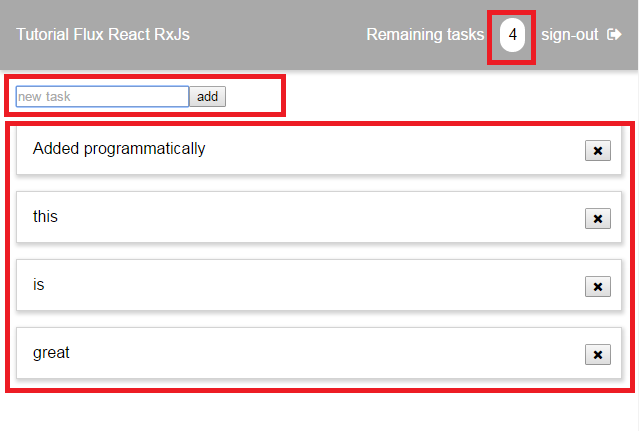 Tutorial Flux React RxJs Remaining tasks 4 sign-out
new task add
Added programmatically
this
is
great